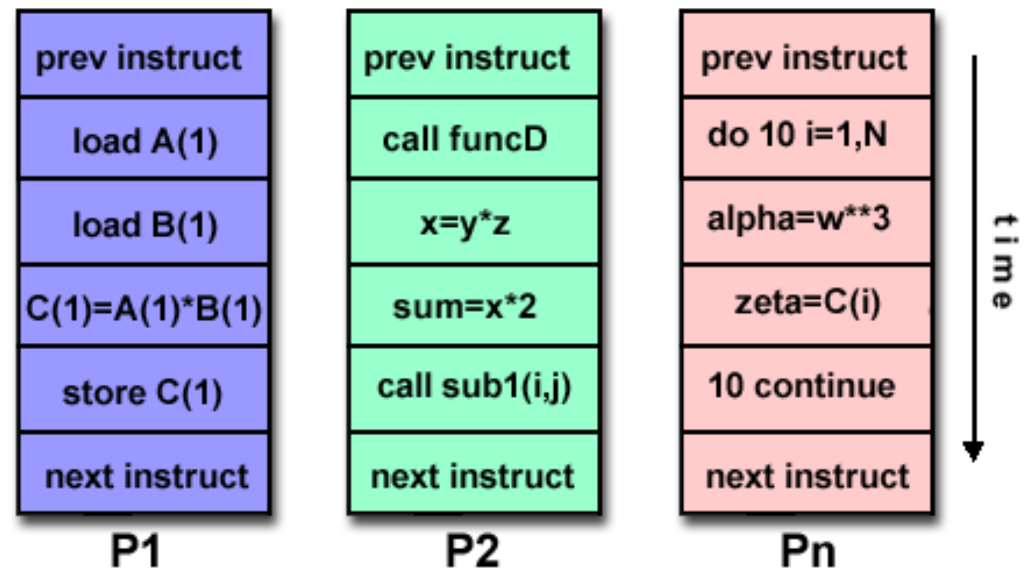 prev instruct
load A(1)
load B(1)
C(1)=A(1)*B(1)
store C(1)
next instruct
P1
prev instruct
call funcD
x=y*z
sum=x*2
call sub1(i,j)
next instruct
P2
prev instruct
do 10 i=1,N
alpha=w**3
zeta=C(i)
10 continue
next instruct
Pn
time